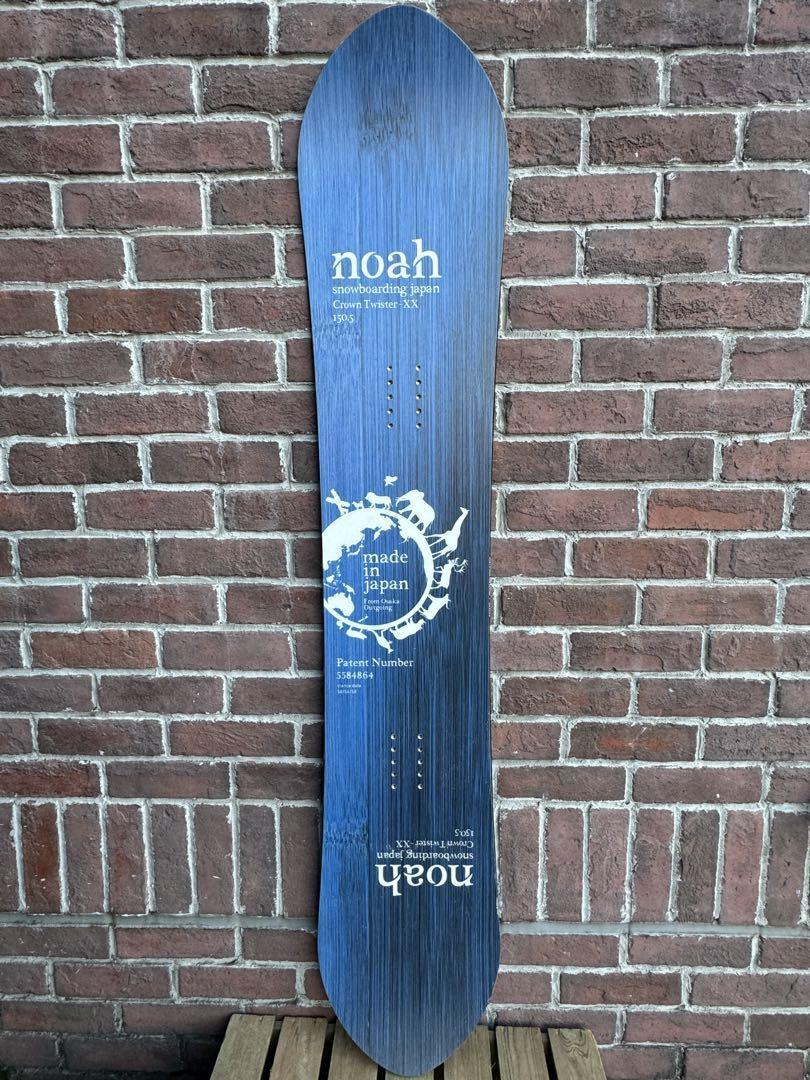 noah
snowboarding japan
Crown Twister-XX
150.5
made
in
japan
From Osaka
Outgoing
Patent Number
5584864
noah
snowboarding japan
Crown Twister-XX
150.5